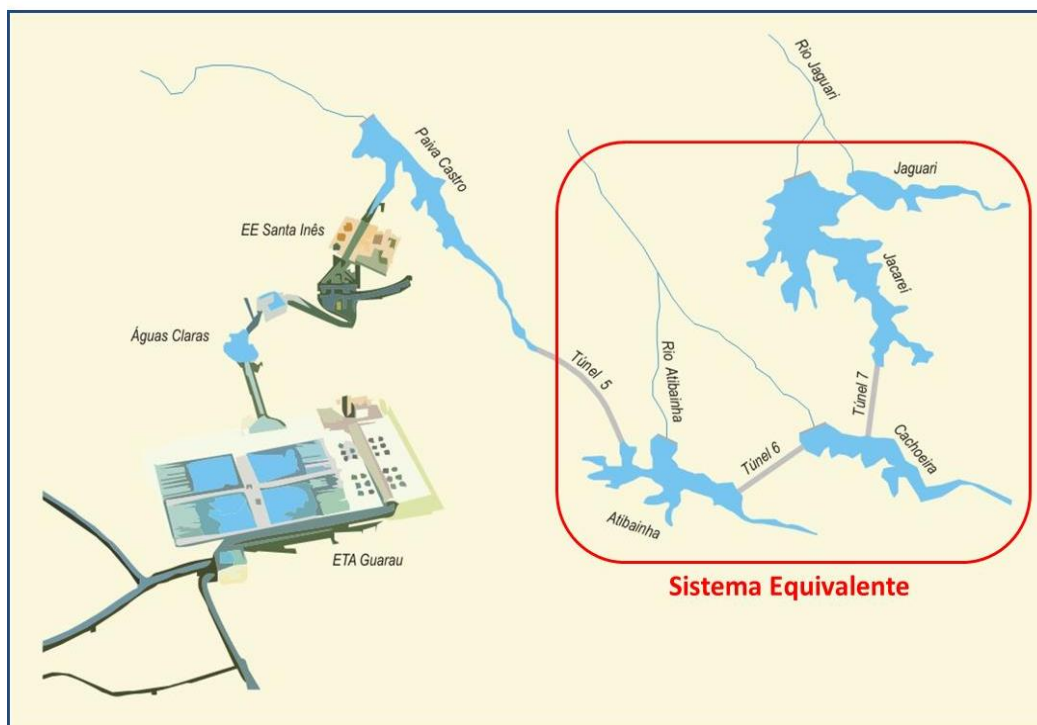 Rio Jaguari
Paiva Castro
Jaguari
EE Santa Inês
Jacareí
Águas Claras
Túnel 5
Rio Atibainha
Túnel 7
Túnel 6
Cachoeira
Atibainha
ETA Guarau
Sistema Equivalente